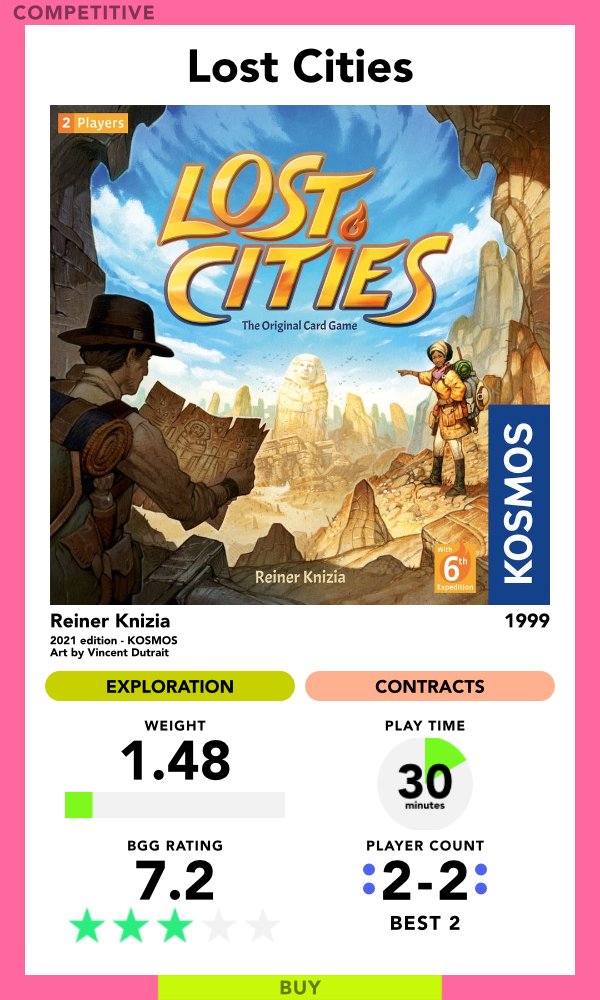 COMPETITIVE
Lost Cities
2 Players
LOST
CITIES
The Original Card Game
KOSMOS
With
6th
Expedition
Reiner Knizia
Reiner Knizia 1999
2021 edition - KOSMOS
Art by Vincent Dutrait
EXPLORATION CONTRACTS
WEIGHT
1.48
PLAY TIME
30
minutes
BGG RATING
7.2
PLAYER COUNT
2-2
BEST 2
BUY